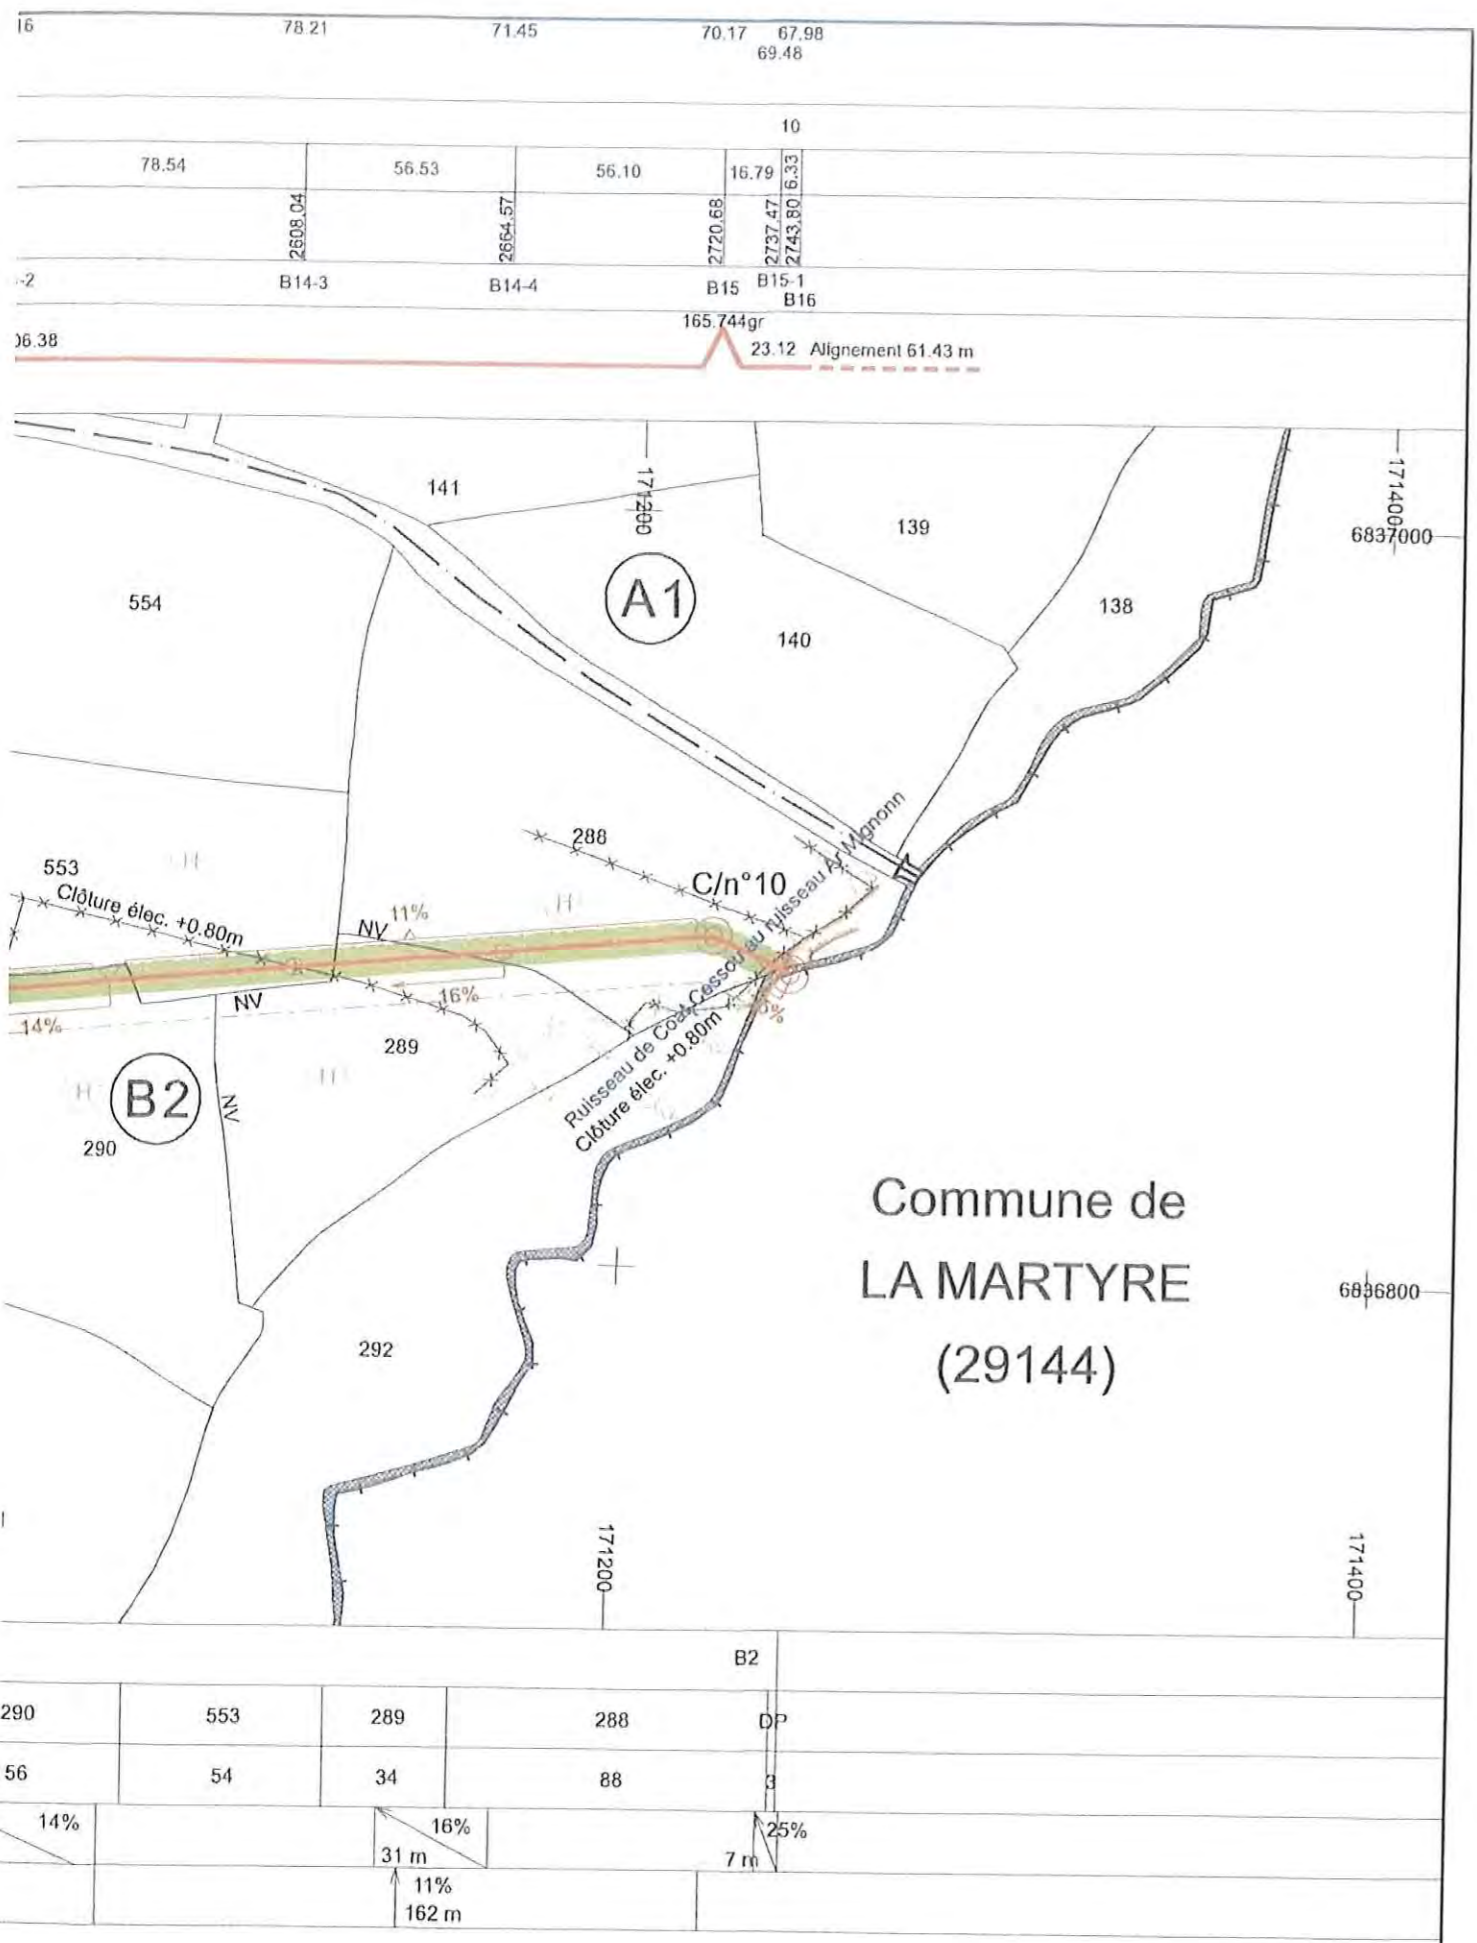 16 78.21 71.45 70.17 67.98
69.48
10
78.54 56.53 56.10 16.79 6.33
2608.04 2664.57 2720.68 2737.47 2743.80
-2 B14-3 B14-4 B15 B15-1
B16
165.744gr
06.38 23.12 Alignement 61.43 m
171200 171400
141
139
6837000
554
A1
138
140
288
553
H
Clôture élec. +0.80m
C/n°10
H
11%
NV
NV
16%
14%
289
Ruisseau de Coat Cessou au ruisseau Ar Mignonn
Clôture élec. +0.80m
H
H
B2
NV
290
Commune de
LA MARTYRE
(29144)
6836800
292
171200 171400
B2
290 553 289 288 DP
56 54 34 88 3
14% 16% 25%
31 m 7 m
11%
162 m